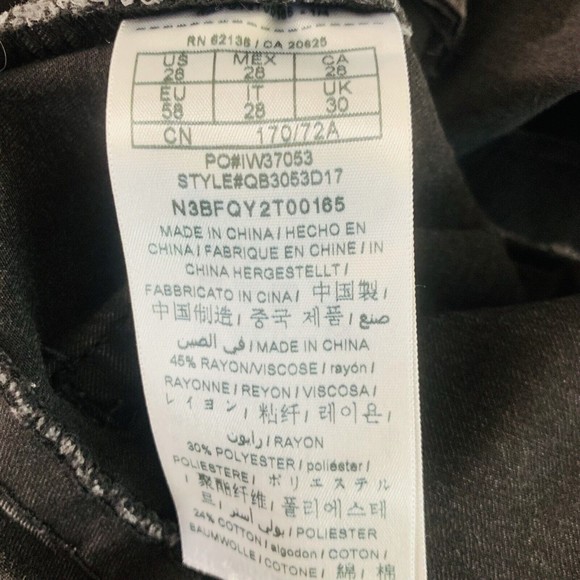 RN 62136 / CA 20625
US MEX CA
28 28 28
EU IT UK
58 28 30
CN 170/72A
PO#IW37053
STYLE#QB3053D17
N3BFQY2T00165
MADE IN CHINA / HECHO EN
CHINA / FABRIQUE EN CHINE / IN
CHINA HERGESTELLT /
FABBRICATO IN CINA / 中国製 /
中国制造 / 중국 제품 / صنع
في الصين / MADE IN CHINA
45% RAYON/VISCOSE / rayón /
RAYONNE / REYON / VISCOSA /
レイヨン / 粘纤 / 레이온 /
رايون / RAYON
30% POLYESTER / poliéster /
POLIESTERE / ポリエステル
/ 聚酯纤维 / 폴리에스테
르 / بولي استر / POLIESTER
24% COTTON / algodon / COTON /
BAUMWOLLE / COTONE / 綿 / 棉